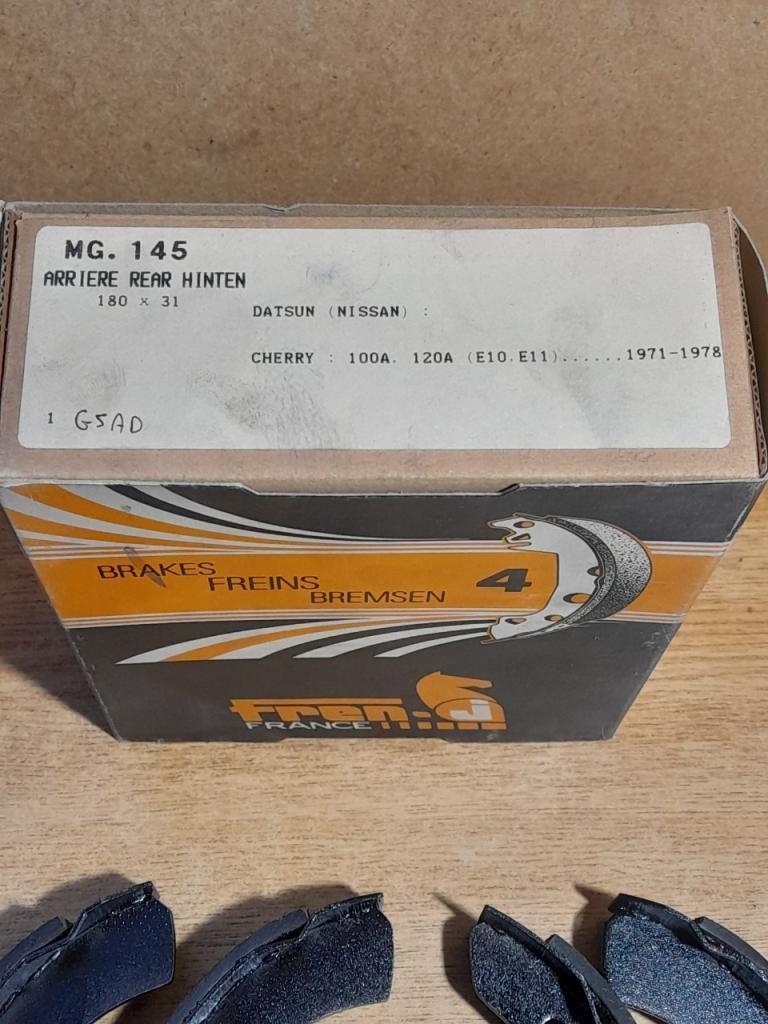 MG. 145
ARRIERE REAR HINTEN
180 x 31
DATSUN (NISSAN) :
CHERRY : 100A. 120A (E10.E11)......1971-1978
1 GSAD
BRAKES
FREINS
BREMSEN
4
fren.J
FRANCE